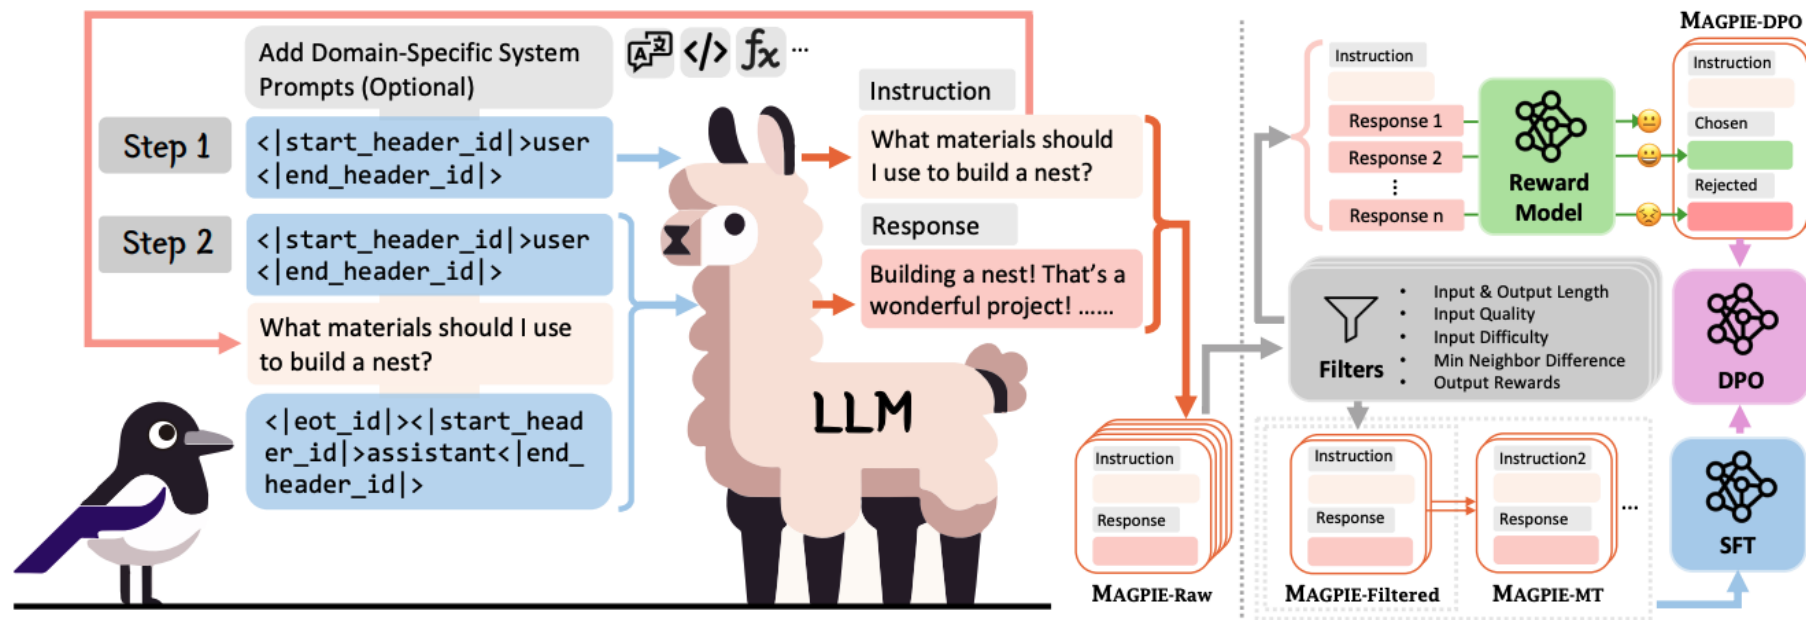 Add Domain-Specific System
Prompts (Optional)
A 文
</>
fx
...
Step 1
<|start_header_id|>user
<|end_header_id|>
Step 2
<|start_header_id|>user
<|end_header_id|>
What materials should I use
to build a nest?
<|eot_id|><|start_head
er_id|>assistant<|end_
header_id|>
LLM
Instruction
What materials should
I use to build a nest?
Response
Building a nest! That's a
wonderful project! ......
Instruction
Response
MAGPIE-Raw
Instruction
Response 1
Response 2
⋮
Response n
Reward
Model
MAGPIE-DPO
Instruction
Chosen
Rejected
Filters
• Input & Output Length
• Input Quality
• Input Difficulty
• Min Neighbor Difference
• Output Rewards
Instruction
Response
MAGPIE-Filtered
Instruction2
Response
...
MAGPIE-MT
DPO
SFT